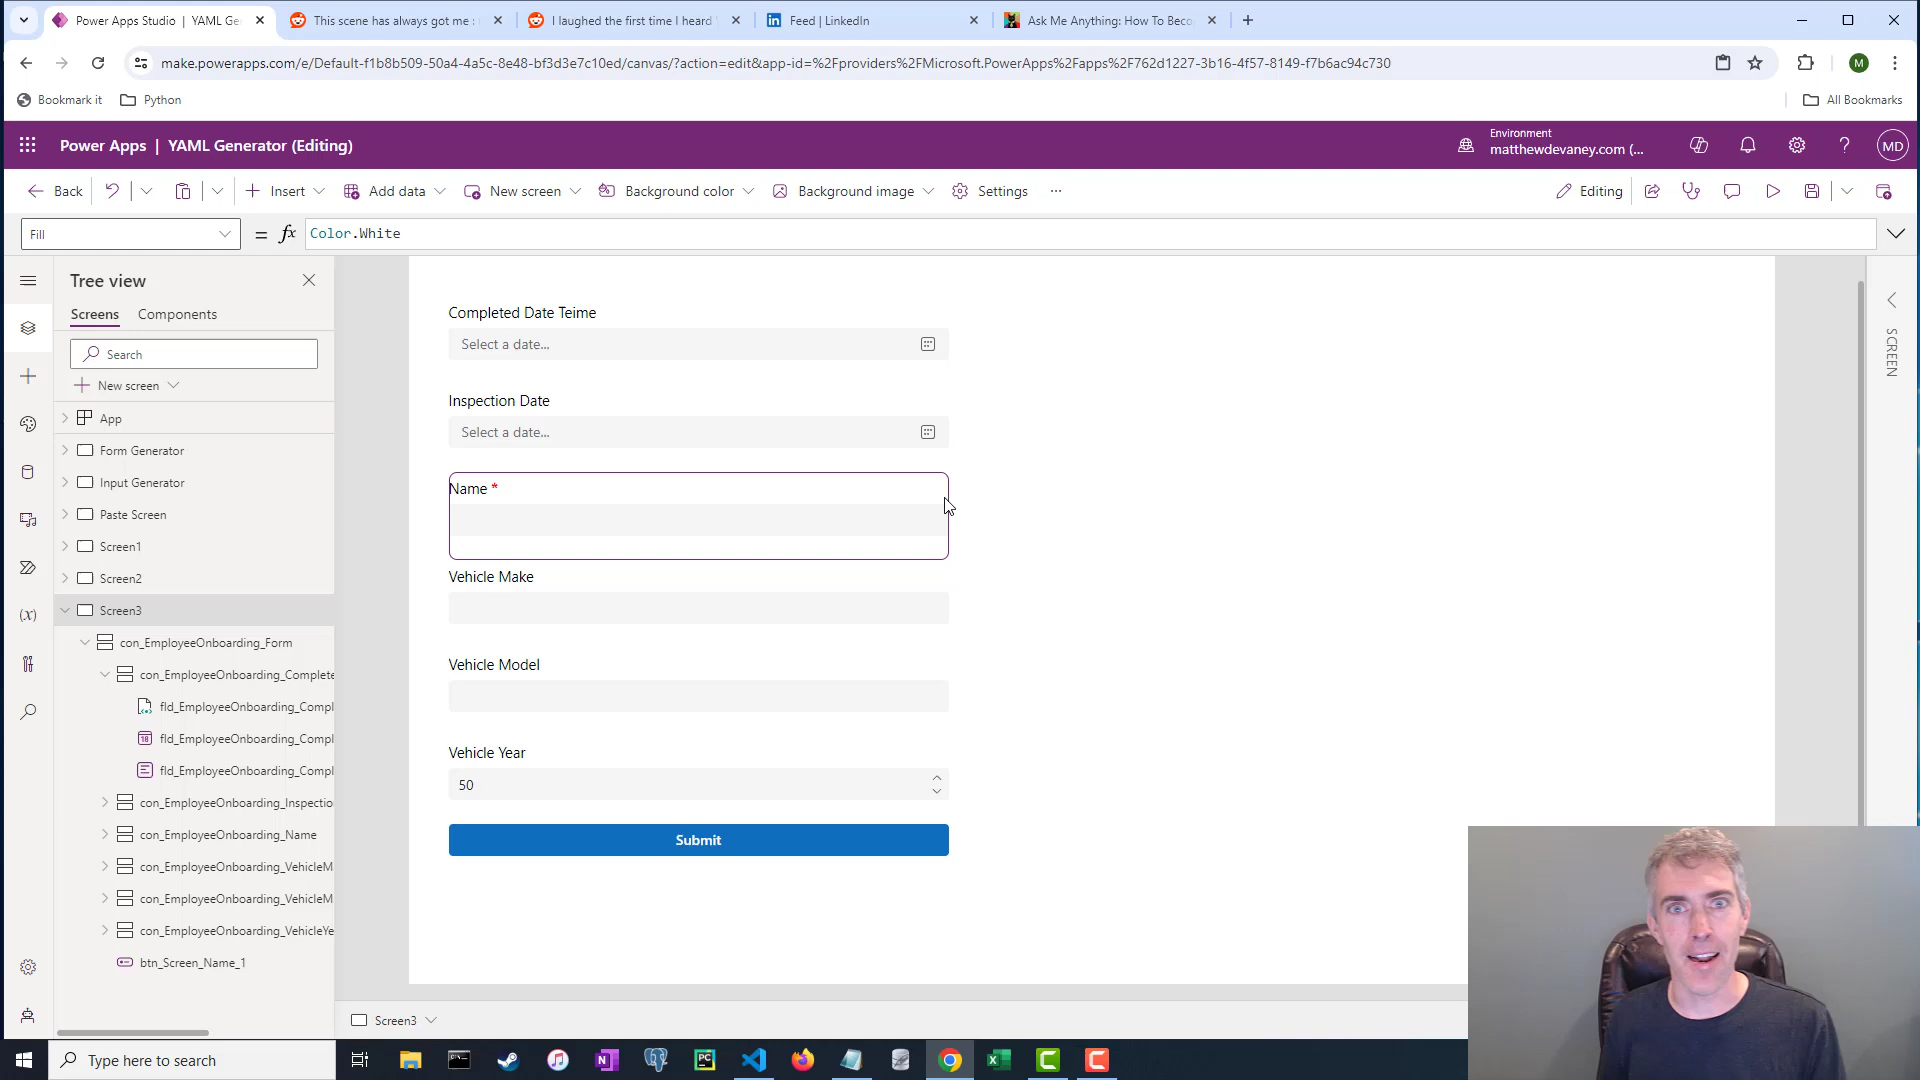 Power Apps Studio | YAML Ge
This scene has always got me :
I laughed the first time I heard
Feed | LinkedIn
Ask Me Anything: How To Beco
make.powerapps.com/e/Default-f1b8b509-50a4-4a5c-8e48-bf3d3e7c10ed/canvas/?action=edit&app-id=%2Fproviders%2FMicrosoft.PowerApps%2Fapps%2F762d1227-3b16-4f57-8149-f7b6ac94c730
M
Bookmark it
Python
All Bookmarks
Power Apps | YAML Generator (Editing)
Environment
matthewdevaney.com (...
MD
Back
Insert
Add data
New screen
Background color
Background image
Settings
Editing
Fill
= fx Color.White
Tree view
Screens
Components
Search
New screen
App
Form Generator
Input Generator
Paste Screen
Screen1
Screen2
Screen3
con_EmployeeOnboarding_Form
con_EmployeeOnboarding_Complete
fld_EmployeeOnboarding_Compl
fld_EmployeeOnboarding_Compl
fld_EmployeeOnboarding_Compl
con_EmployeeOnboarding_Inspectio
con_EmployeeOnboarding_Name
con_EmployeeOnboarding_VehicleM
con_EmployeeOnboarding_VehicleM
con_EmployeeOnboarding_VehicleYe
btn_Screen_Name_1
Completed Date Teime
Select a date...
Inspection Date
Select a date...
Name *
Vehicle Make
Vehicle Model
Vehicle Year
50
Submit
SCREEN
Screen3
Type here to search